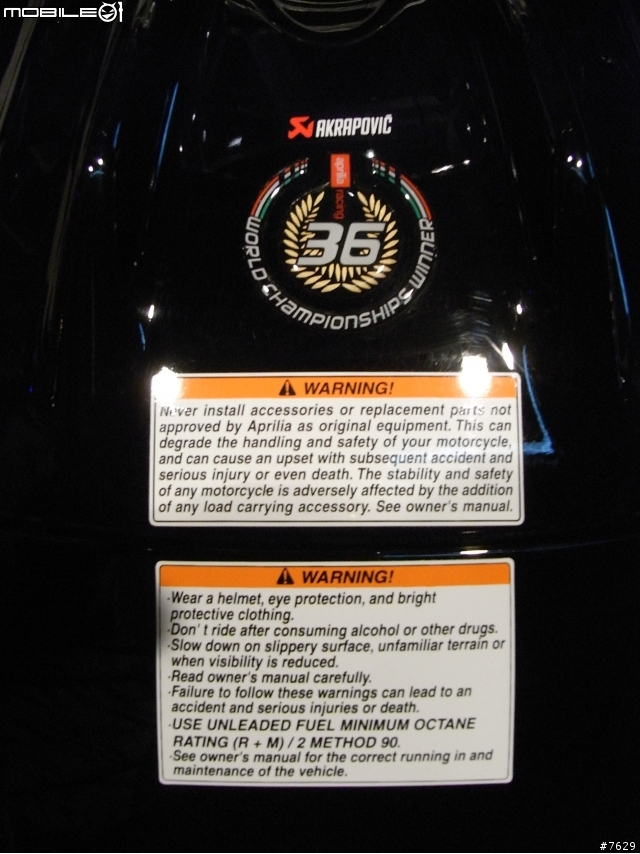 MOBILE01
AKRAPOVIČ
aprilia
racing
36
WORLD CHAMPIONSHIPS WINNER
WARNING!
Never install accessories or replacement parts not
approved by Aprilia as original equipment. This can
degrade the handling and safety of your motorcycle,
and can cause an upset with subsequent accident and
serious injury or even death. The stability and safety
of any motorcycle is adversely affected by the addition
of any load carrying accessory. See owner's manual.
WARNING!
·Wear a helmet, eye protection, and bright
protective clothing.
·Don't ride after consuming alcohol or other drugs.
·Slow down on slippery surface, unfamiliar terrain or
when visibility is reduced.
·Read owner's manual carefully.
·Failure to follow these warnings can lead to an
accident and serious injuries or death.
·USE UNLEADED FUEL MINIMUM OCTANE
RATING (R + M) / 2 METHOD 90.
·See owner's manual for the correct running in and
maintenance of the vehicle.
#7629